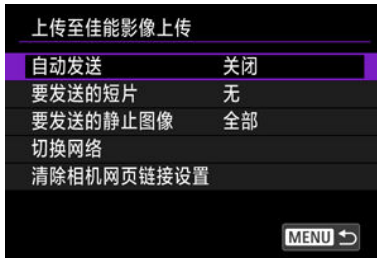 上传至佳能影像上传
自动发送 关闭
要发送的短片 无
要发送的静止图像 全部
切换网络
清除相机网页链接设置
MENU